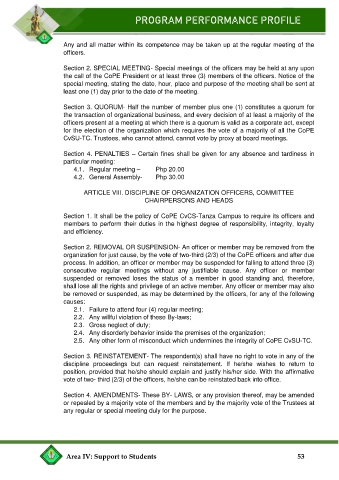 PROGRAM PERFORMANCE PROFILE
Any and all matter within its competence may be taken up at the regular meeting of the
officers.
Section 2. SPECIAL MEETING- Special meetings of the officers may be held at any upon
the call of the CoPE President or at least three (3) members of the officers. Notice of the
special meeting, stating the date, hour, place and purpose of the meeting shall be sent at
least one (1) day prior to the date of the meeting.
Section 3. QUORUM- Half the number of member plus one (1) constitutes a quorum for
the transaction of organizational business, and every decision of at least a majority of the
officers present at a meeting at which there is a quorum is valid as a corporate act, except
for the election of the organization which requires the vote of a majority of all the CoPE
CvSU-TC. Trustees, who cannot attend, cannot vote by proxy at board meetings.
Section 4. PENALTIES – Certain fines shall be given for any absence and tardiness in
particular meeting:
4.1. Regular meeting – Php 20.00
4.2. General Assembly- Php 30.00
ARTICLE VIII. DISCIPLINE OF ORGANIZATION OFFICERS, COMMITTEE
CHAIRPERSONS AND HEADS
Section 1. It shall be the policy of CoPE CvCS-Tanza Campus to require its officers and
members to perform their duties in the highest degree of responsibility, integrity, loyalty
and efficiency.
Section 2. REMOVAL OR SUSPENSION- An officer or member may be removed from the
organization for just cause, by the vote of two-third (2/3) of the CoPE officers and after due
process. In addition, an officer or member may be suspended for failing to attend three (3)
consecutive regular meetings without any justifiable cause. Any officer or member
suspended or removed loses the status of a member in good standing and, therefore,
shall lose all the rights and privilege of an active member. Any officer or member may also
be removed or suspended, as may be determined by the officers, for any of the following
causes:
2.1. Failure to attend four (4) regular meeting;
2.2. Any willful violation of these By-laws;
2.3. Gross neglect of duty;
2.4. Any disorderly behavior inside the premises of the organization;
2.5. Any other form of misconduct which undermines the integrity of CoPE CvSU-TC.
Section 3. REINSTATEMENT- The respondent(s) shall have no right to vote in any of the
discipline proceedings but can request reinstatement. If he/she wishes to return to
position, provided that he/she should explain and justify his/her side. With the affirmative
vote of two- third (2/3) of the officers, he/she can be reinstated back into office.
Section 4. AMENDMENTS- These BY- LAWS, or any provision thereof, may be amended
or repealed by a majority vote of the members and by the majority vote of the Trustees at
any regular or special meeting duly for the purpose.
Area IV: Support to Students 53